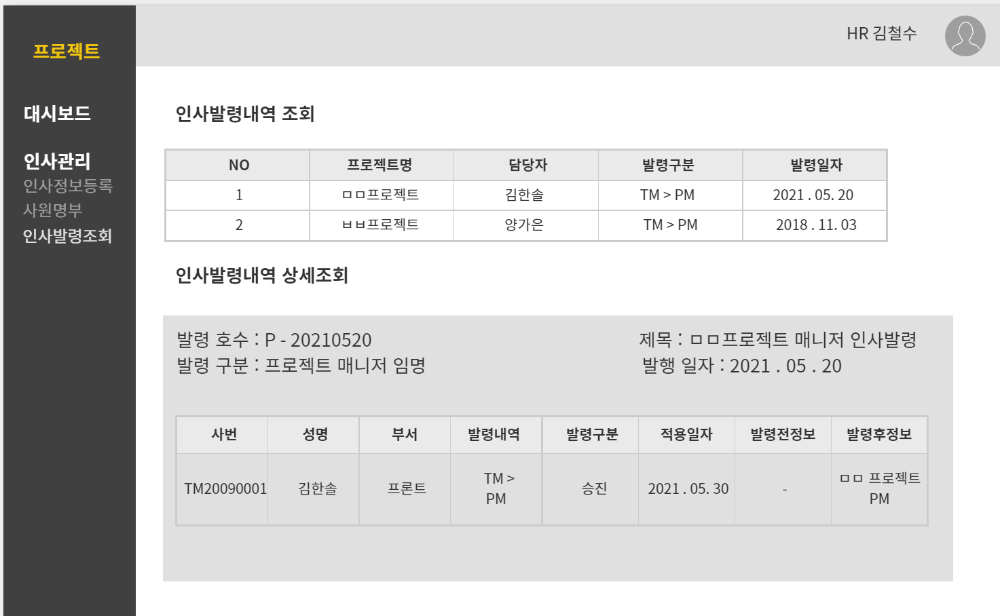 HR 김철수
프로젝트
대시보드
인사관리
인사정보등록
사원명부
인사발령조회
인사발령내역 조회
NO 프로젝트명 담당자 발령구분 발령일자
1 ㅁㅁ프로젝트 김한솔 TM > PM 2021 . 05. 20
2 ㅂㅂ프로젝트 양가은 TM > PM 2018 . 11. 03
인사발령내역 상세조회
발령 호수 : P - 20210520 제목 : ㅁㅁ프로젝트 매니저 인사발령
발령 구분 : 프로젝트 매니저 임명 발행 일자 : 2021 . 05 . 20
사번 성명 부서 발령내역 발령구분 적용일자 발령전정보 발령후정보
TM20090001 김한솔 프론트 TM > 승진 2021 . 05. 30 - ㅁㅁ 프로젝트
PM PM